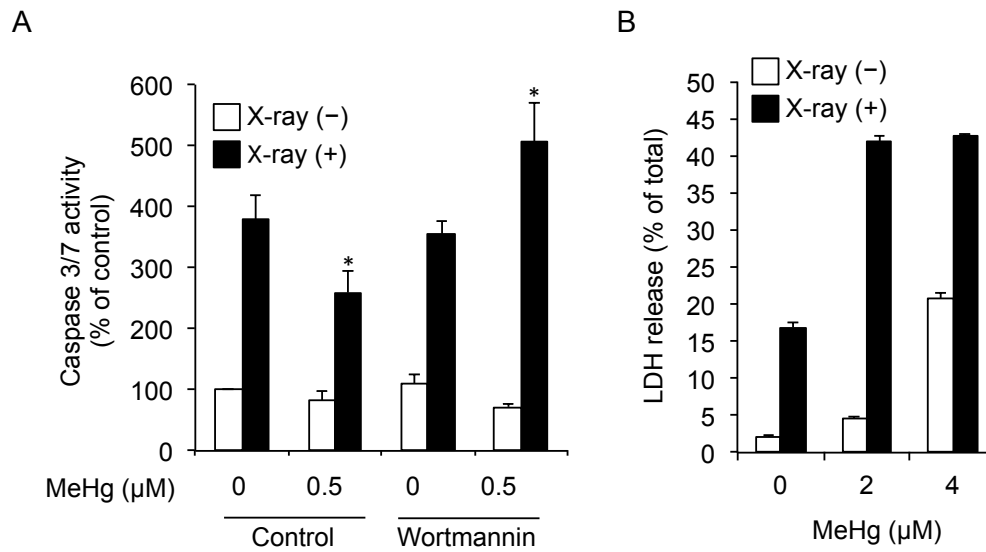 A
Caspase 3/7 activity
(% of control)
600
500
400
300
200
100
0
X-ray (−)
X-ray (+)
*
*
MeHg (μM)
0
0.5
0
0.5
Control
Wortmannin
B
LDH release (% of total)
50
45
40
35
30
25
20
15
10
5
0
X-ray (−)
X-ray (+)
0
2
4
MeHg (μM)